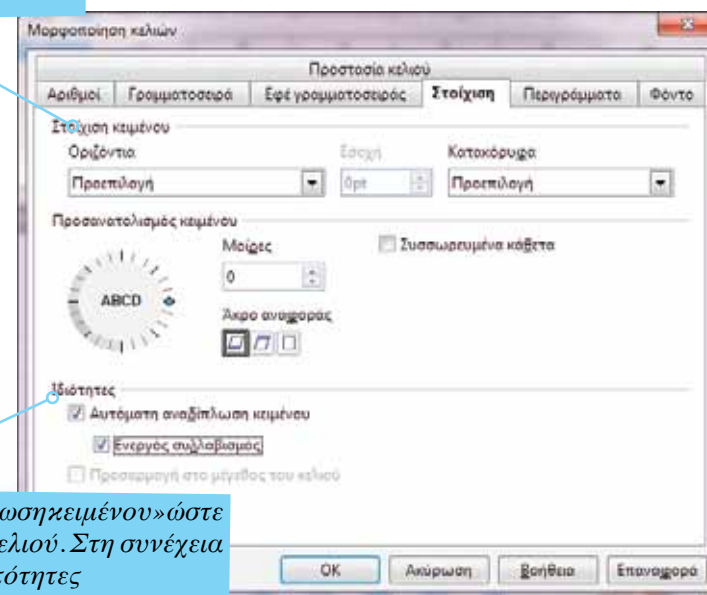 Μορφοποίηση κελιών
Προστασία κελιού
Αριθμοί Γραμματοσειρά Εφέ γραμματοσειράς Στοίχιση Περιγράμματα Φόντο
Στοίχιση κειμένου
Οριζόντια Εσοχή Κατακόρυφα
Προεπιλογή 0pt Προεπιλογή
Προσανατολισμός κειμένου
Μοίρες Συσσωρευμένα κάθετα
0
ABCD
Άκρο αναφοράς
Ιδιότητες
Αυτόματη αναδίπλωση κειμένου
Ενεργός συλλαβισμός
Προσαρμογή στο μέγεθος του κελιού
ωσηκειμένου»ώστε
ελιού.Στη συνέχεια
τότητες
OK Ακύρωση Βοήθεια Επαναφορά